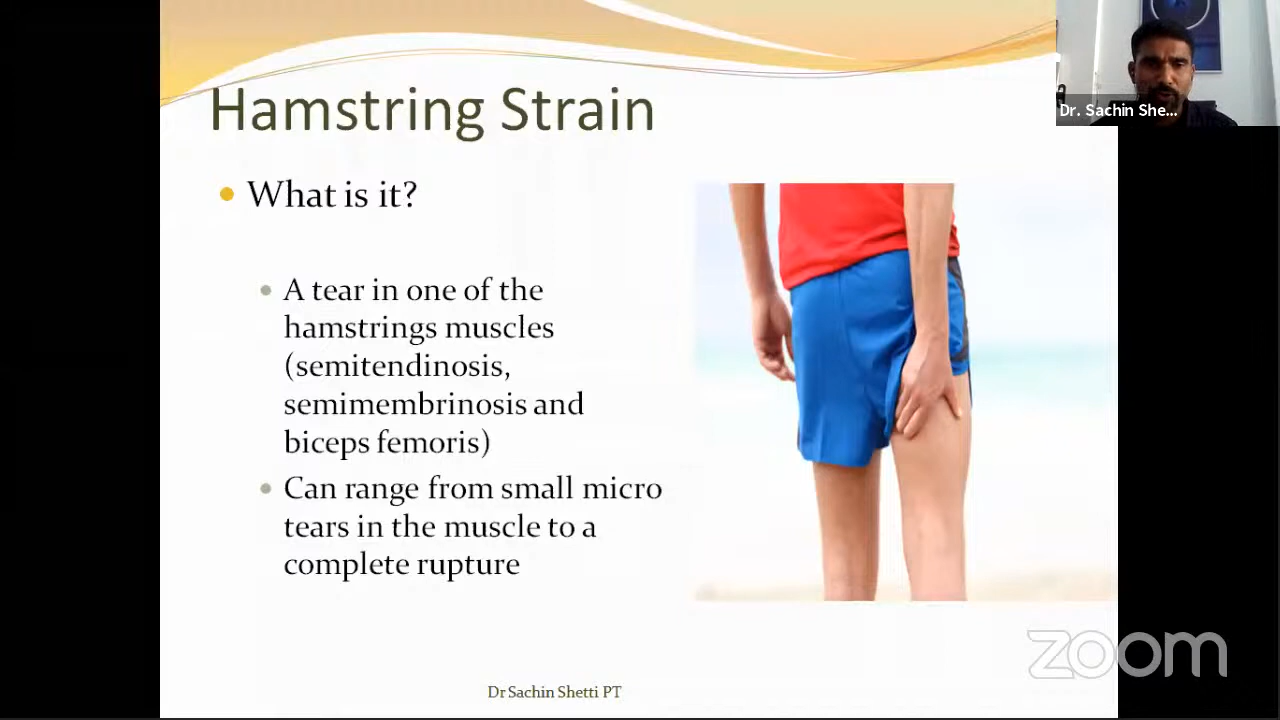 Hamstring Strain
Dr. Sachin She...
What is it?
A tear in one of the
hamstrings muscles
(semitendinosis,
semimembrinosis and
biceps femoris)
Can range from small micro
tears in the muscle to a
complete rupture
zoom
Dr Sachin Shetti PT